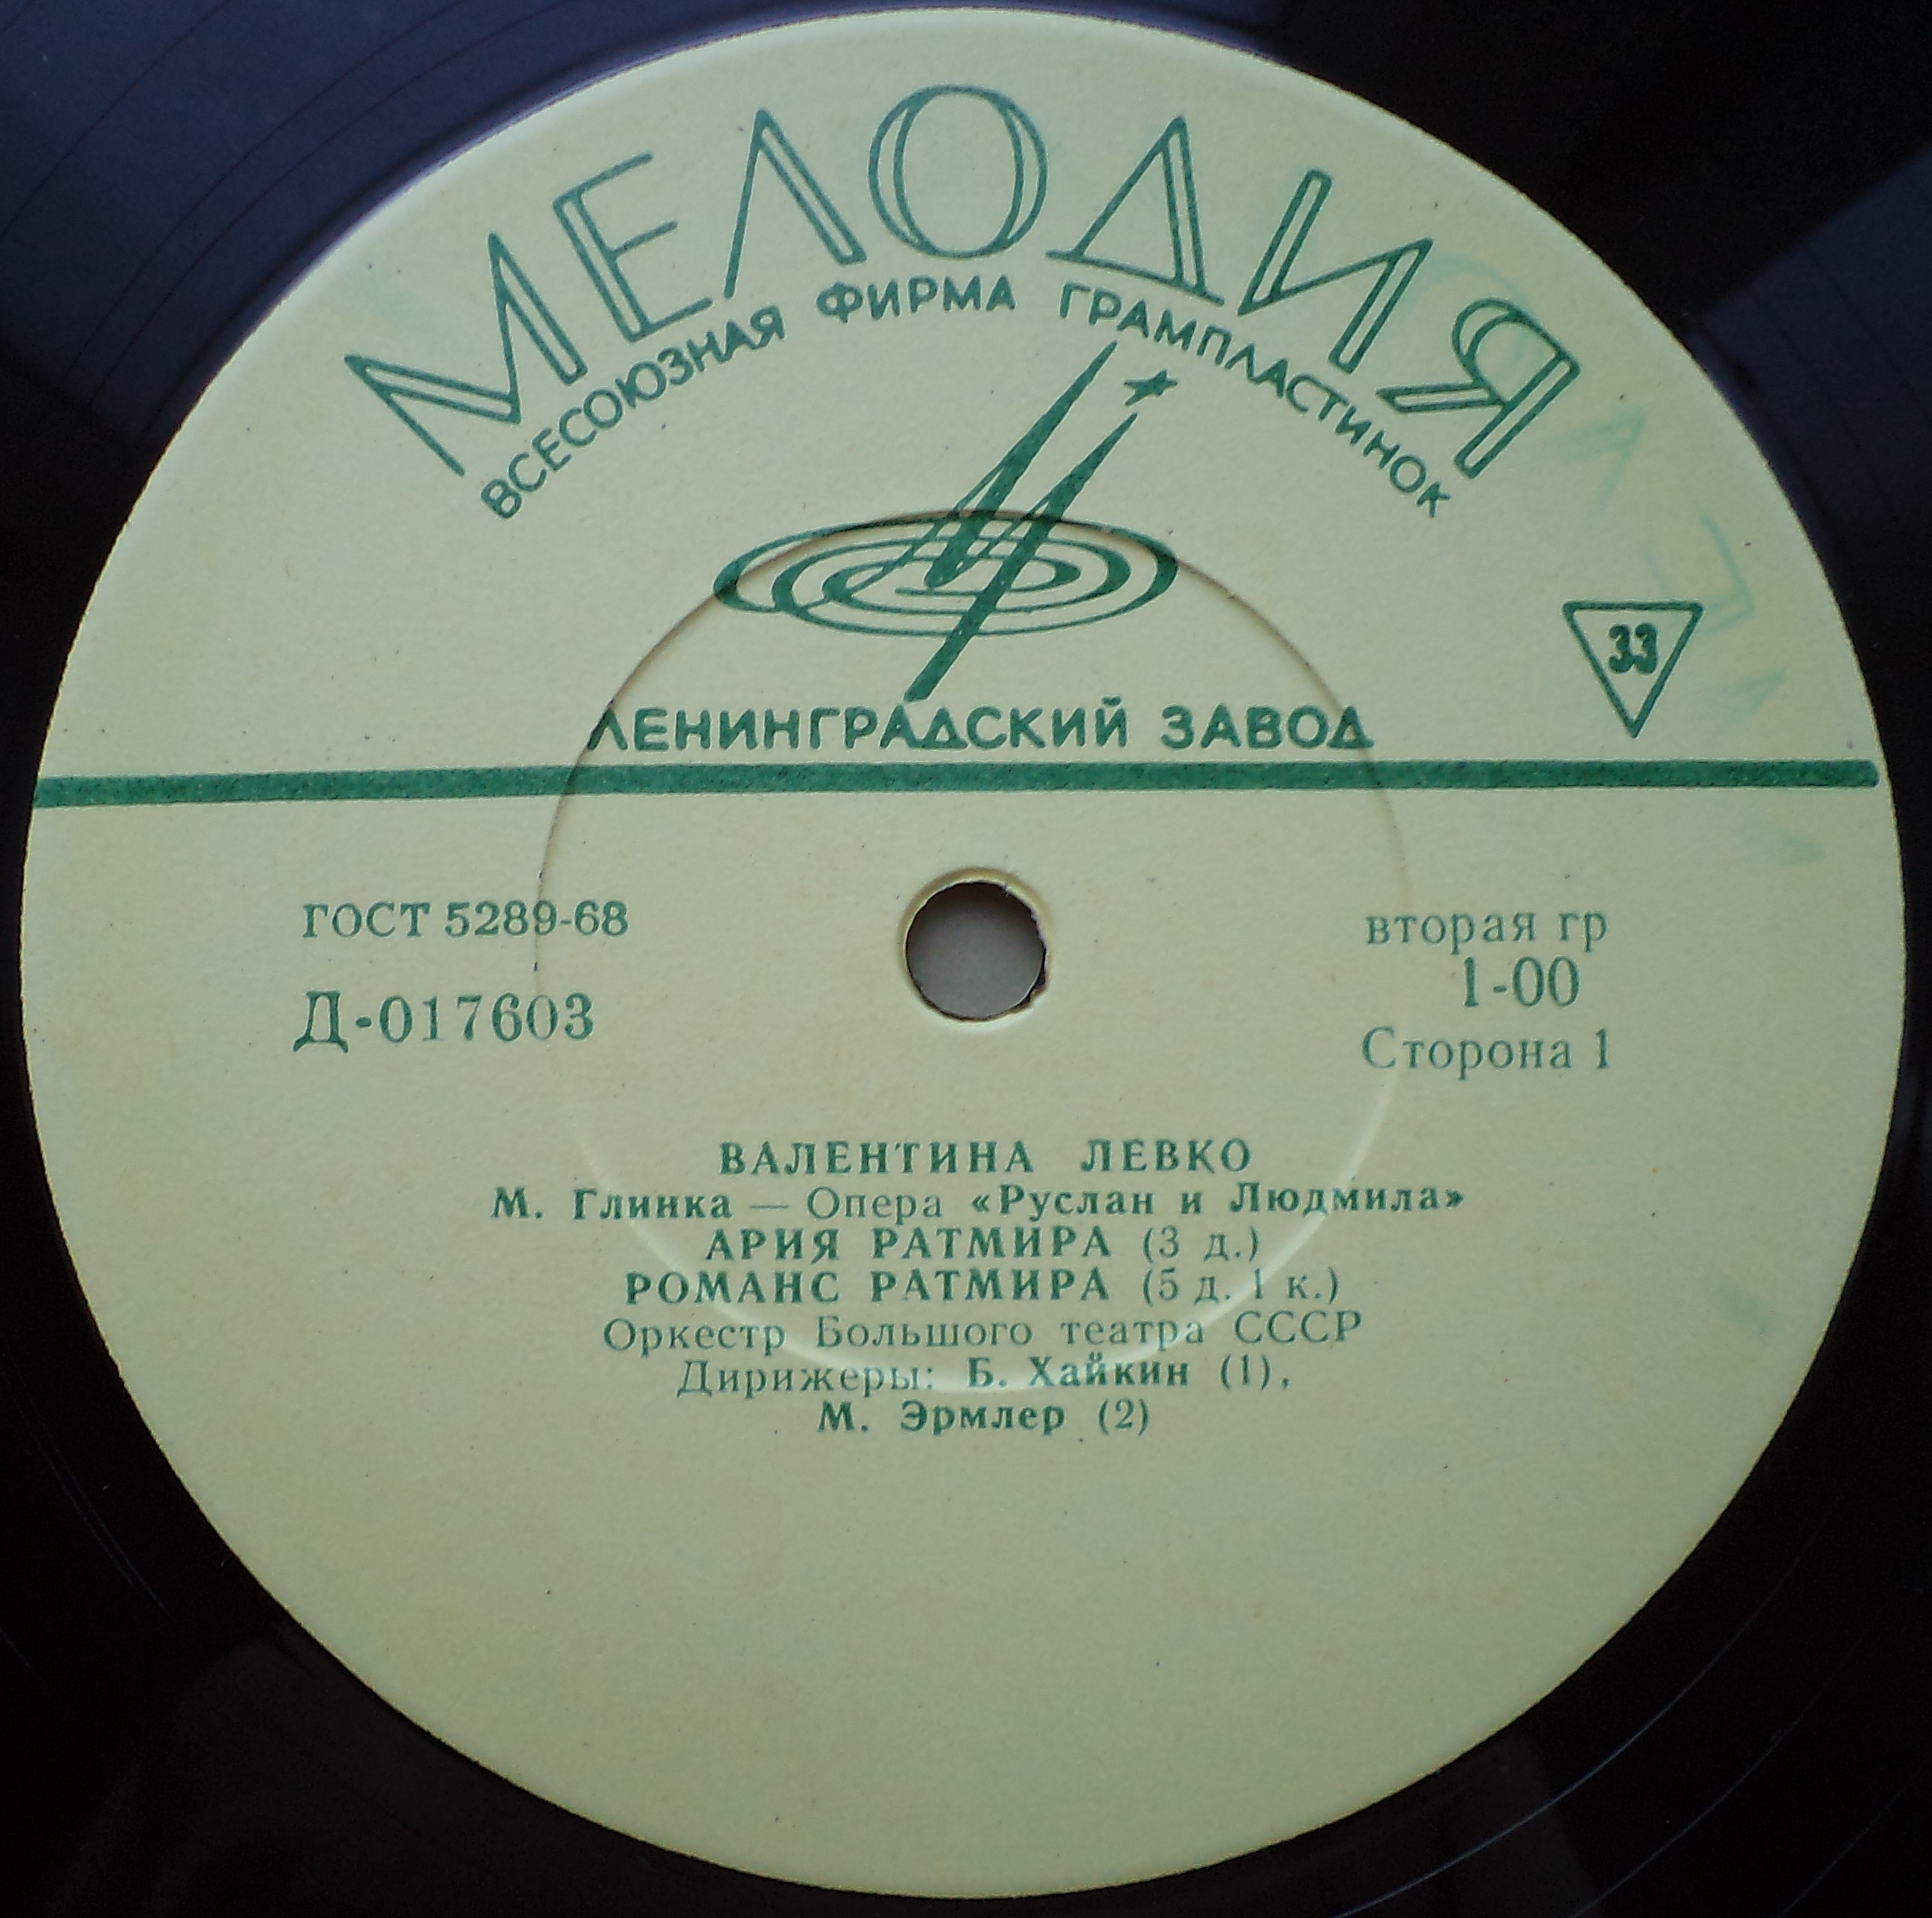 МЕЛОДИЯ
ВСЕСОЮЗНАЯ ФИРМА ГРАМПЛАСТИНОК
33
ЛЕНИНГРАДСКИЙ ЗАВОД
ГОСТ 5289-68
вторая гр
Д-017603
1-00
Сторона 1
ВАЛЕНТИНА ЛЕВКО
М. Глинка — Опера «Руслан и Людмила»
АРИЯ РАТМИРА (3 д.)
РОМАНС РАТМИРА (5 д. 1 к.)
Оркестр Большого театра СССР
Дирижеры: Б. Хайкин (1),
М. Эрмлер (2)